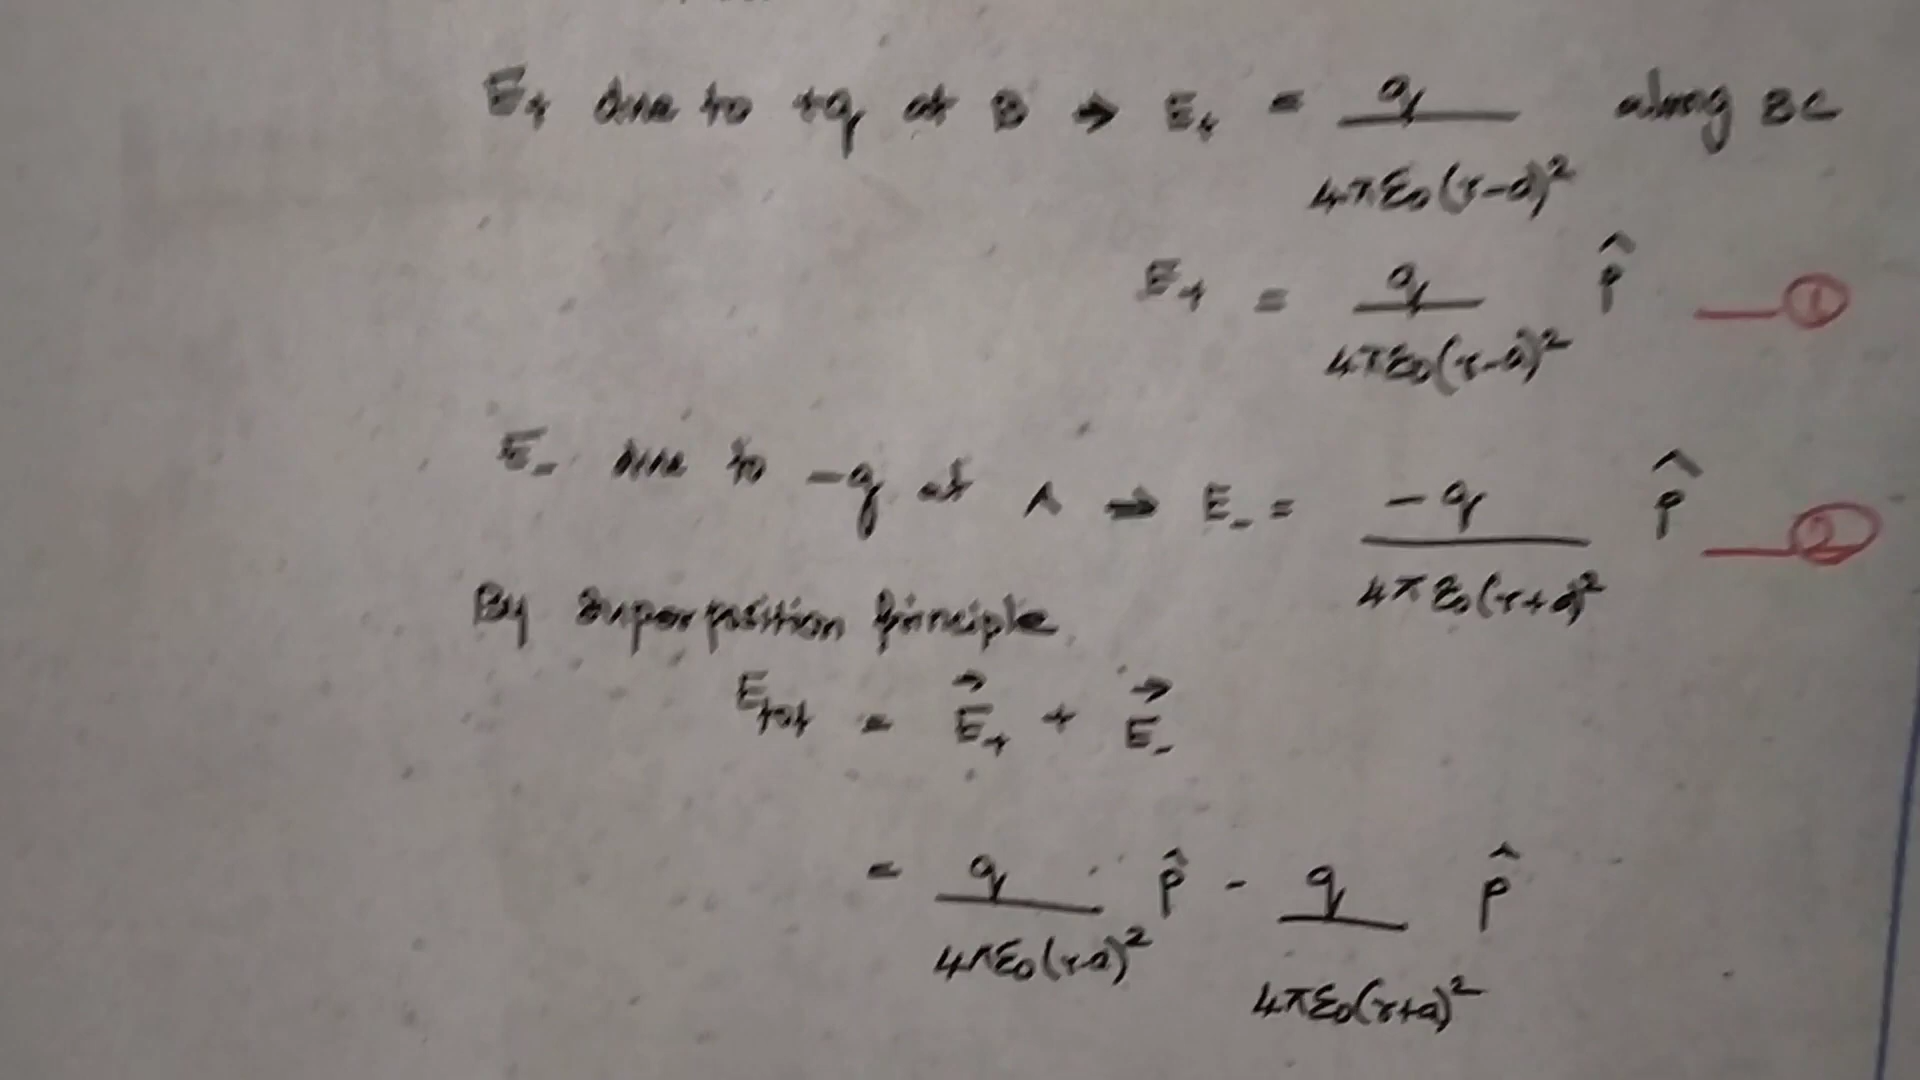 E₊ due to +q at B → E₊ = q / 4πε₀(r-a)² along BC
E₊ = q / 4πε₀(r-a)² p̂ — ①
E₋ due to -q at A → E₋ = -q / 4πε₀(r+a)² p̂ — ②
By superposition principle
E_tot = E⃗₊ + E⃗₋
= q / 4πε₀(r-a)² p̂ - q / 4πε₀(r+a)² p̂